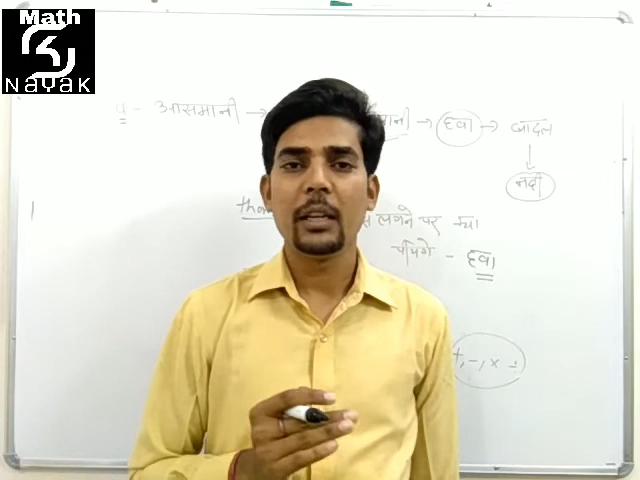 Math
NayaK
आसमानी → पानी → हवा → बादल
↓
नदी
लगने पर क्या
पियेंगे - हवा
+, -, × ÷